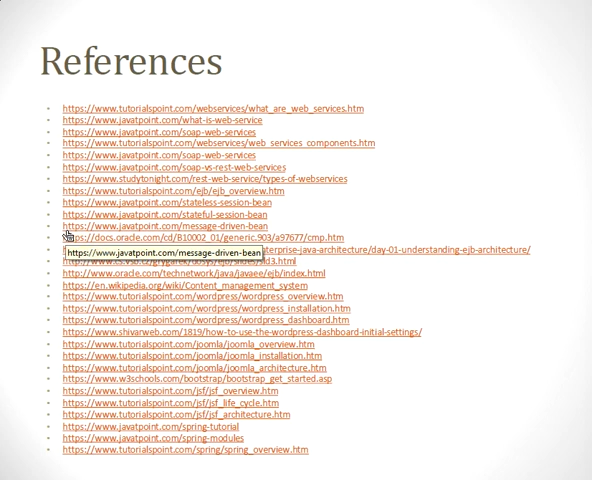 References
https://www.tutorialspoint.com/webservices/what_are_web_services.htm
https://www.javatpoint.com/what-is-web-service
https://www.javatpoint.com/soap-web-services
https://www.tutorialspoint.com/webservices/web_services_components.htm
https://www.javatpoint.com/soap-web-services
https://www.javatpoint.com/soap-vs-rest-web-services
https://www.studytonight.com/rest-web-service/types-of-webservices
https://www.tutorialspoint.com/ejb/ejb_overview.htm
https://www.javatpoint.com/stateless-session-bean
https://www.javatpoint.com/stateful-session-bean
https://www.javatpoint.com/message-driven-bean
https://docs.oracle.com/cd/B10002_01/generic.903/a97677/cmp.htm
https://www.javatpoint.com/message-driven-bean
enterprise-java-architecture/day-01-understanding-ejb-architecture/
http://www.oracle.com/technetwork/java/javaee/ejb/index.html
https://en.wikipedia.org/wiki/Content_management_system
https://www.tutorialspoint.com/wordpress/wordpress_overview.htm
https://www.tutorialspoint.com/wordpress/wordpress_installation.htm
https://www.tutorialspoint.com/wordpress/wordpress_dashboard.htm
https://www.shivarweb.com/1819/how-to-use-the-wordpress-dashboard-initial-settings/
https://www.tutorialspoint.com/joomla/joomla_overview.htm
https://www.tutorialspoint.com/joomla/joomla_installation.htm
https://www.tutorialspoint.com/joomla/joomla_architecture.htm
https://www.w3schools.com/bootstrap/bootstrap_get_started.asp
https://www.tutorialspoint.com/jsf/jsf_overview.htm
https://www.tutorialspoint.com/jsf/jsf_life_cycle.htm
https://www.tutorialspoint.com/jsf/jsf_architecture.htm
https://www.javatpoint.com/spring-tutorial
https://www.javatpoint.com/spring-modules
https://www.tutorialspoint.com/spring/spring_overview.htm